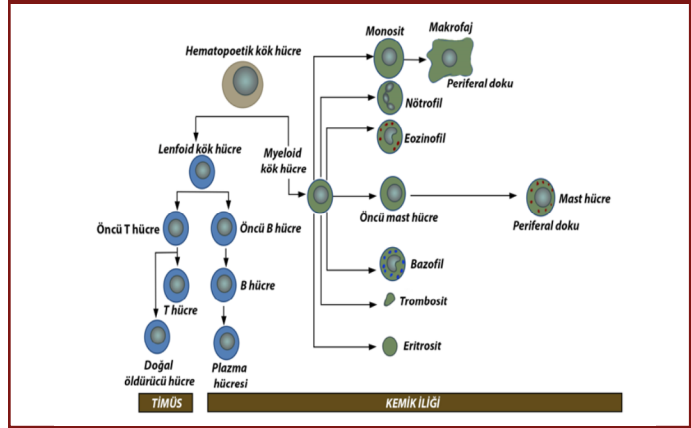 Hematopoetik kök hücre
Lenfoid kök hücre
Myeloid
kök hücre
Öncü T hücre
Öncü B hücre
T hücre
B hücre
Doğal
öldürücü hücre
Plazma
hücresi
Monosit
Makrofaj
Periferal doku
Nötrofil
Eozinofil
Öncü mast hücre
Mast hücre
Periferal doku
Bazofil
Trombosit
Eritrosit
TİMÜS
KEMİK İLİĞİ